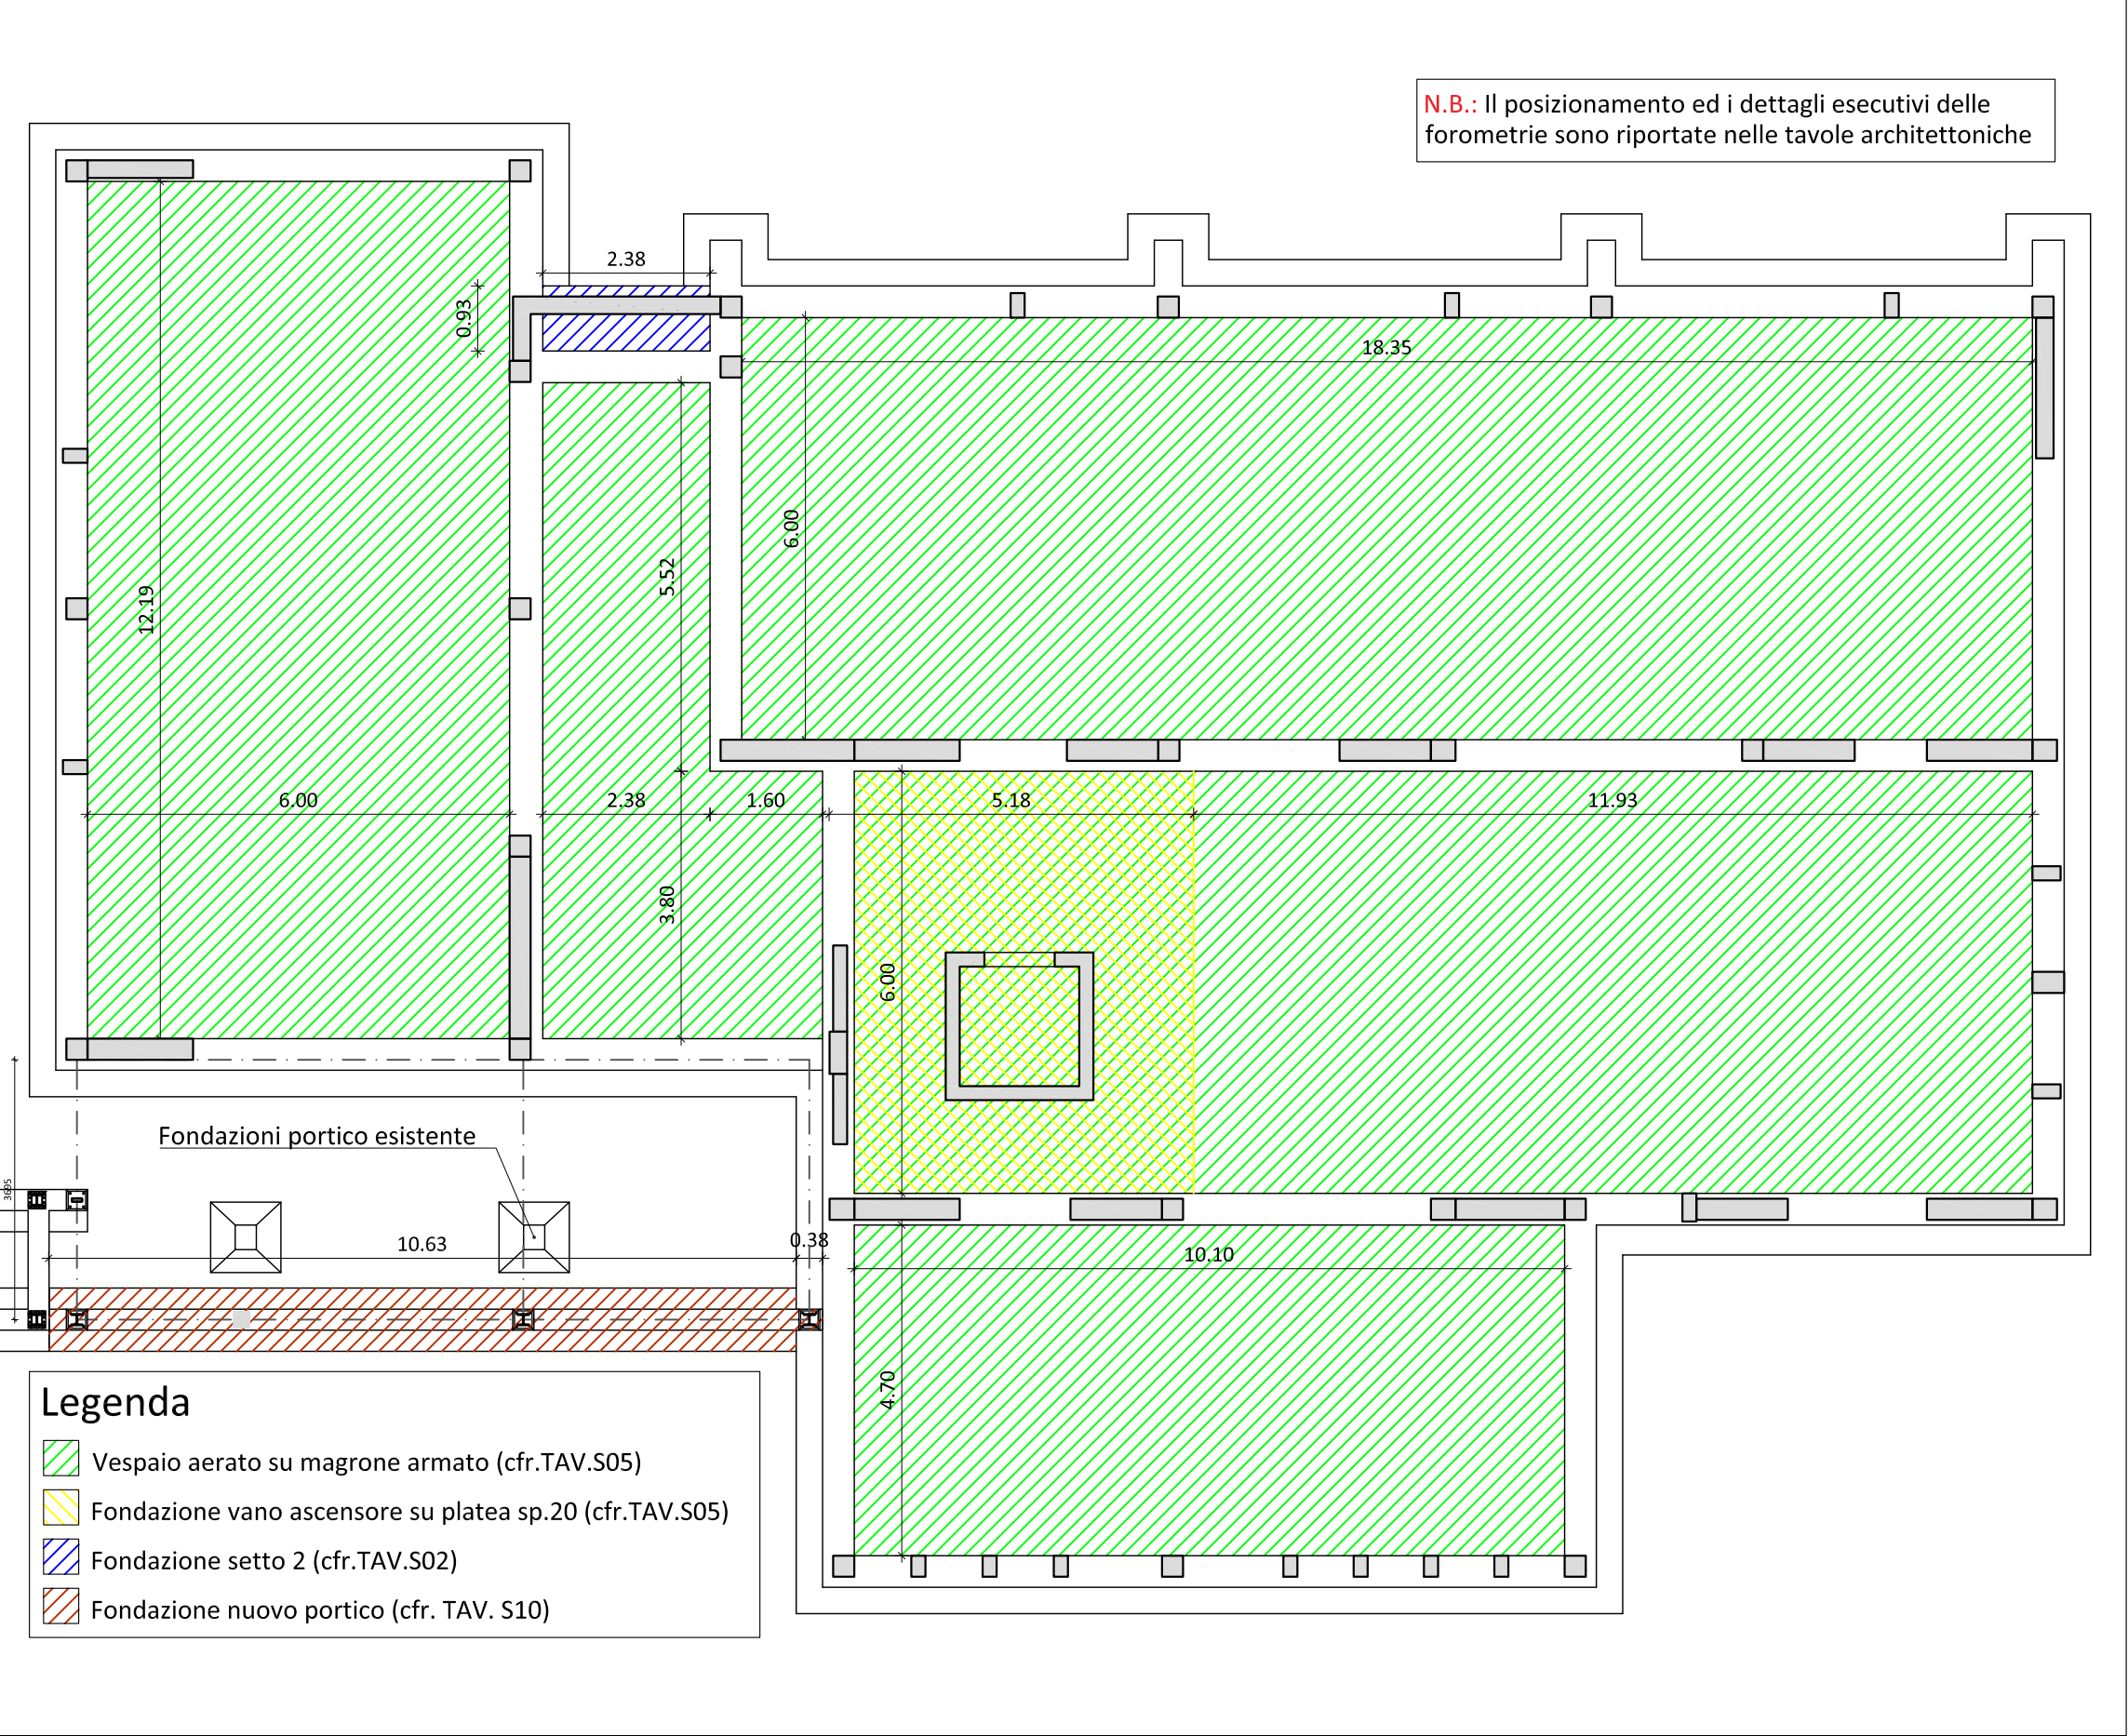 N.B.: Il posizionamento ed i dettagli esecutivi delle
forometrie sono riportate nelle tavole architettoniche
2.38
0.93
18.35
6.00
5.52
12.19
6.00
2.38
1.60
5.18
11.93
3.80
6.00
Fondazioni portico esistente
3695
10.63
0.38
10.10
4.70
Legenda
Vespaio aerato su magrone armato (cfr.TAV.S05)
Fondazione vano ascensore su platea sp.20 (cfr.TAV.S05)
Fondazione setto 2 (cfr.TAV.S02)
Fondazione nuovo portico (cfr. TAV. S10)